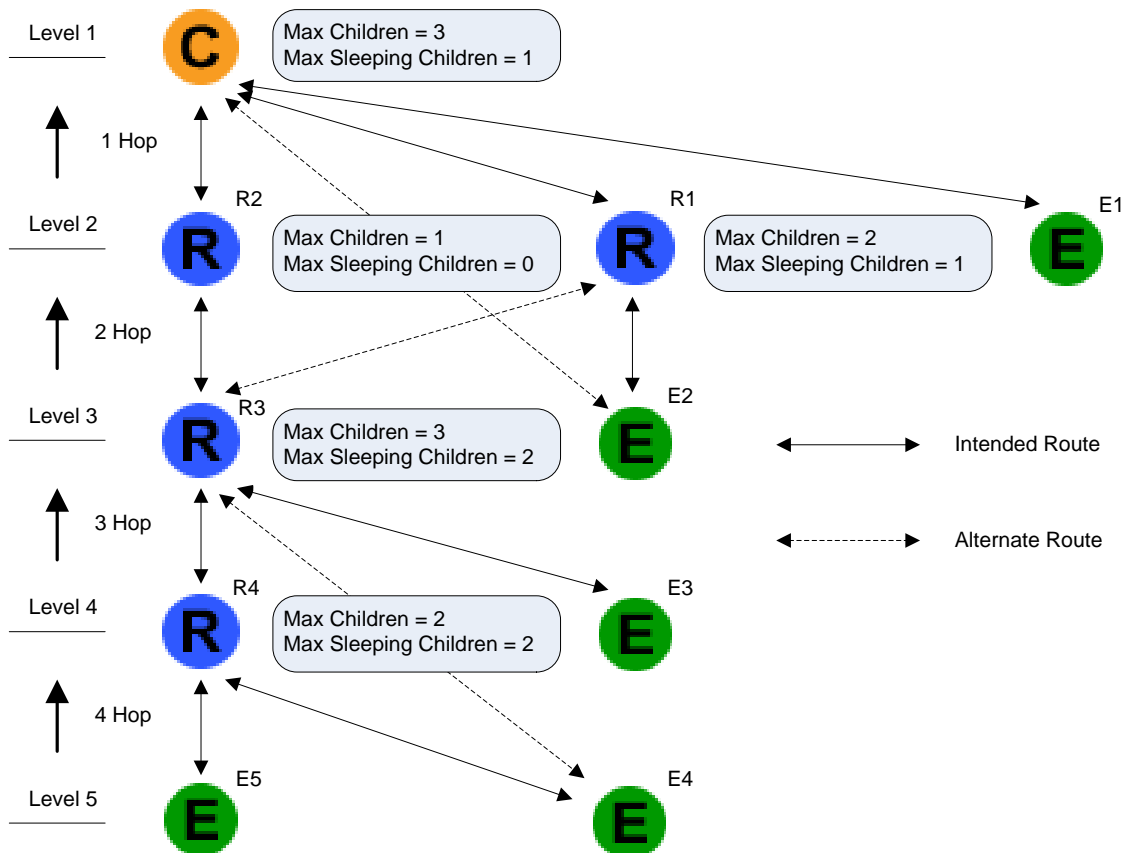 Level 1
C
Max Children = 3
Max Sleeping Children = 1
1 Hop
R2
R1
E1
Level 2
R
Max Children = 1
Max Sleeping Children =0
R
Max Children = 2
Max Sleeping Children = 1
E
2 Hop
E2
Level 3
R3
R
Max Children = 3
Max Sleeping Children = 2
E
Intended Route
3 Hop
Alternate Route
R4
E3
Level 4
R
Max Children = 2
Max Sleeping Children = 2
E
4 Hop
E5
E4
Level 5
E
E